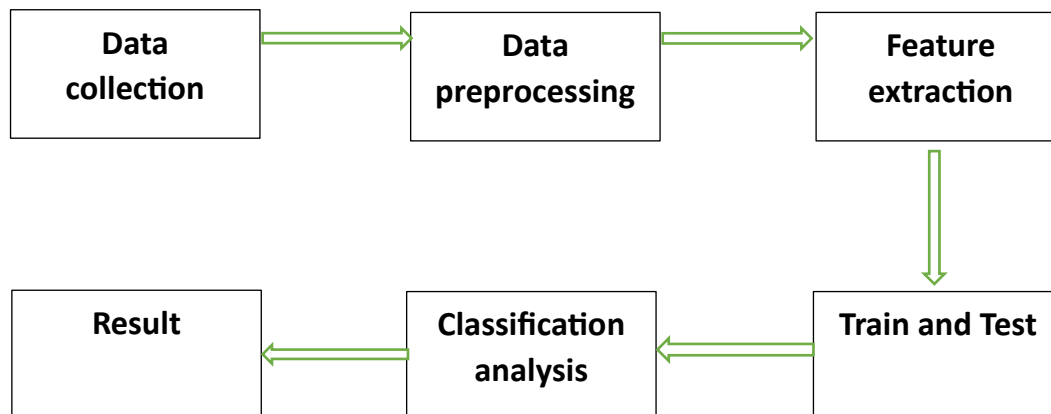 Data
collection
Data
preprocessing
Feature
extraction
Train and Test
Classification
analysis
Result